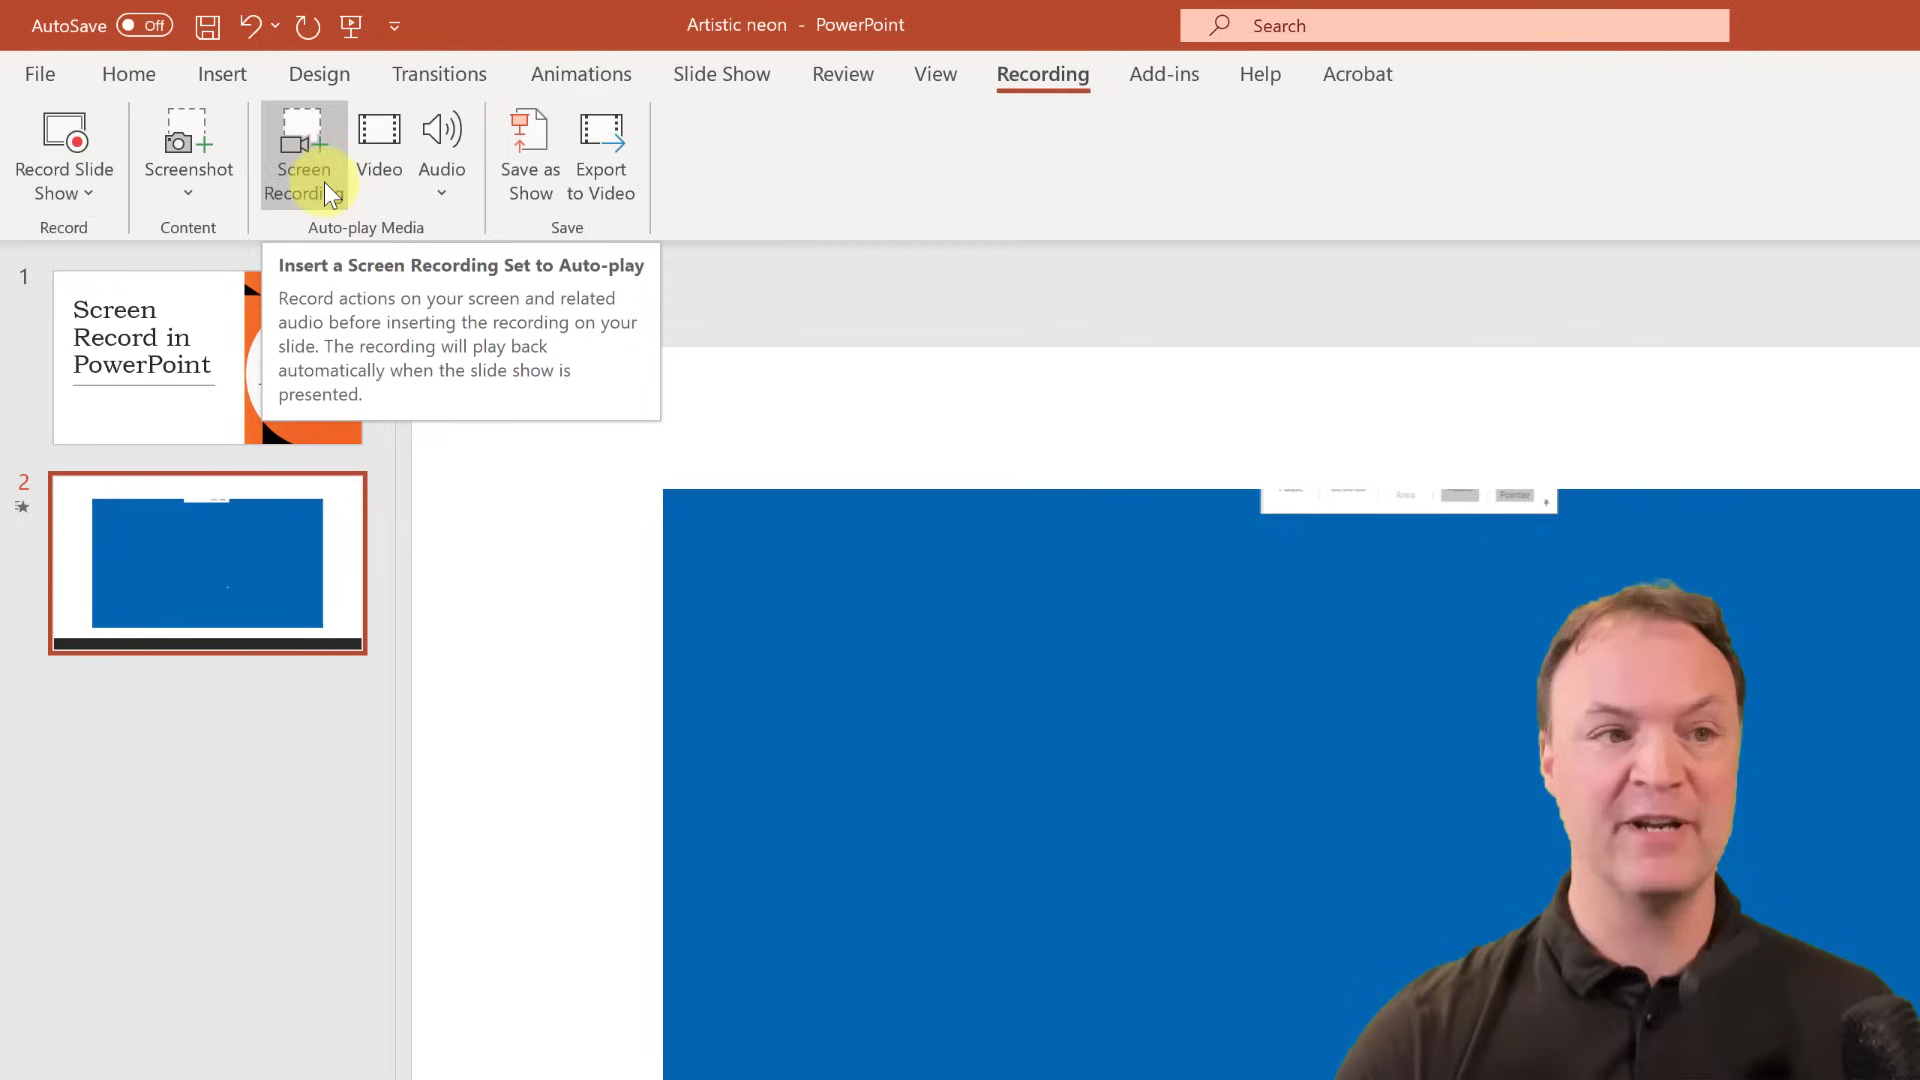 AutoSave Off
Artistic neon - PowerPoint
Search
File Home Insert Design Transitions Animations Slide Show Review View Recording Add-ins Help Acrobat
Record Slide Show
Screenshot
Screen Recording
Video
Audio
Save as Show
Export to Video
Record
Content
Auto-play Media
Save
Insert a Screen Recording Set to Auto-play
Record actions on your screen and related
audio before inserting the recording on your
slide. The recording will play back
automatically when the slide show is
presented.
1
Screen
Record in
PowerPoint
2
Area
Pointer